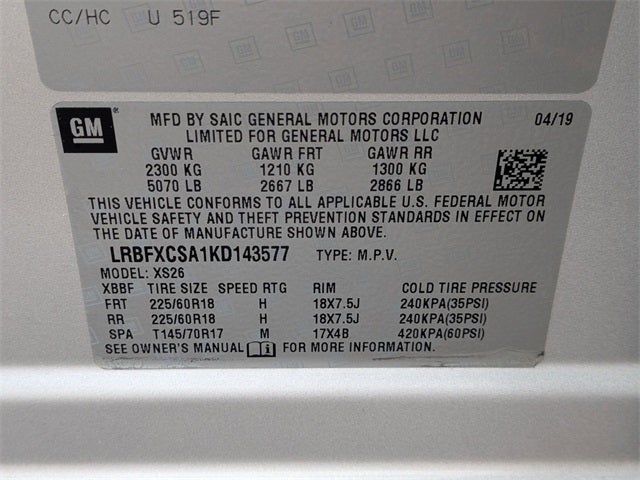 CC/HC U 519F
GM MFD BY SAIC GENERAL MOTORS CORPORATION 04/19
LIMITED FOR GENERAL MOTORS LLC
GVWR GAWR FRT GAWR RR
2300 KG 1210 KG 1300 KG
5070 LB 2667 LB 2866 LB
THIS VEHICLE CONFORMS TO ALL APPLICABLE U.S. FEDERAL MOTOR
VEHICLE SAFETY AND THEFT PREVENTION STANDARDS IN EFFECT ON
THE DATE OF MANUFACTURE SHOWN ABOVE.
LRBFXCSA1KD143577 TYPE: M.P.V.
MODEL: XS26
XBBF TIRE SIZE SPEED RTG RIM COLD TIRE PRESSURE
FRT 225/60R18 H 18X7.5J 240KPA(35PSI)
RR 225/60R18 H 18X7.5J 240KPA(35PSI)
SPA T145/70R17 M 17X4B 420KPA(60PSI)
SEE OWNER'S MANUAL i FOR MORE INFORMATION.